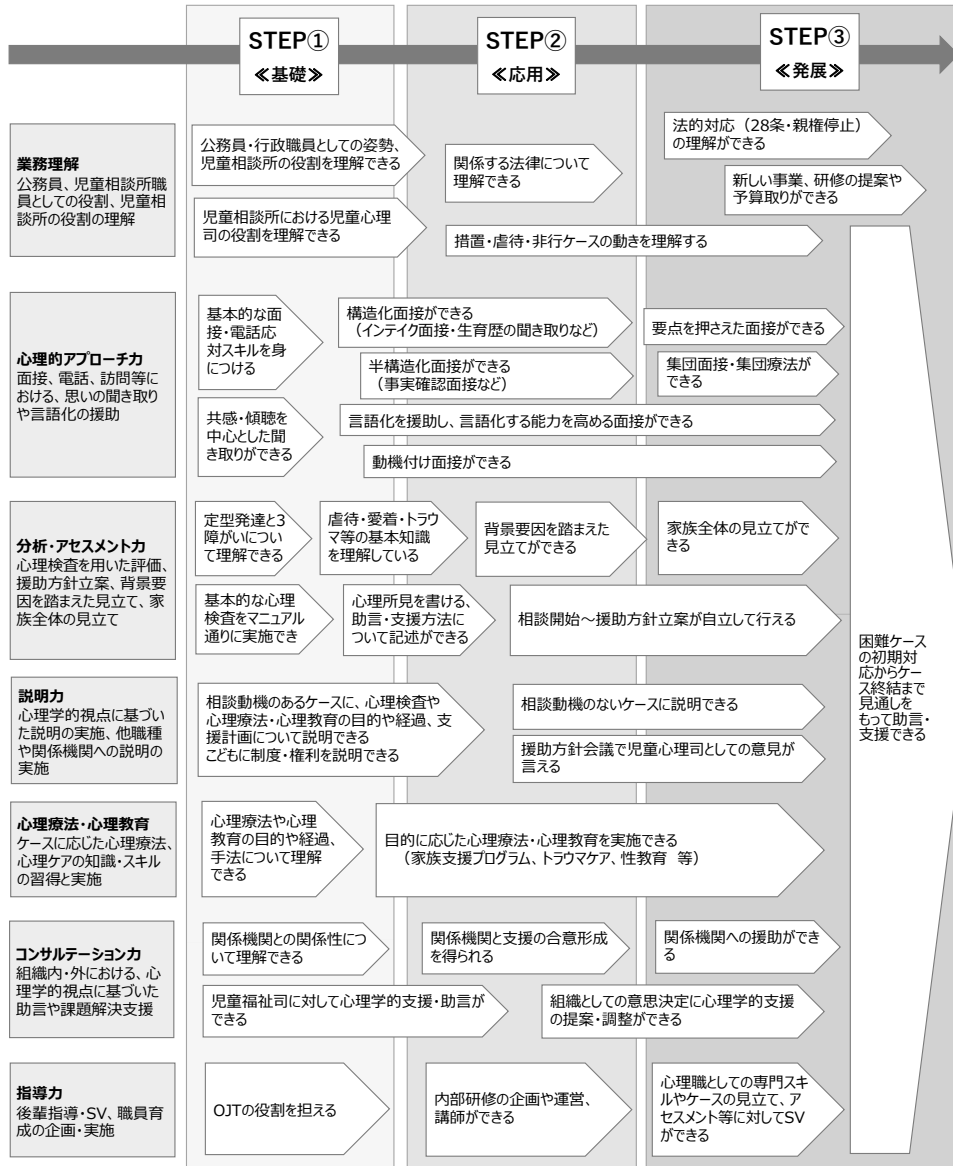 STEP①
≪基礎≫
STEP②
≪応用≫
STEP③
≪発展≫
業務理解
公務員、児童相談所職
員としての役割、児童相
談所の役割の理解
公務員・行政職員としての姿勢、
児童相談所の役割を理解できる
児童相談所における児童心理
司の役割を理解できる
関係する法律について
理解できる
措置・虐待・非行ケースの動きを理解する
法的対応（28条・親権停止）
の理解ができる
新しい事業、研修の提案や
予算取りができる
心理的アプローチ力
面接、電話、訪問等に
おける、思いの聞き取り
や言語化の援助
基本的な面
接・電話応
対スキルを身
につける
構造化面接ができる
（インテイク面接・生育歴の聞き取りなど）
要点を押さえた面接ができる
半構造化面接ができる
（事実確認面接など）
集団面接・集団療法が
できる
共感・傾聴を
中心とした聞
き取りができる
言語化を援助し、言語化する能力を高める面接ができる
動機付け面接ができる
分析・アセスメント力
心理検査を用いた評価、
援助方針立案、背景要
因を踏まえた見立て、家
族全体の見立て
定型発達と3
障がいについ
て理解できる
虐待・愛着・トラウ
マ等の基本知識
を理解している
背景要因を踏まえた
見立てができる
家族全体の見立てがで
きる
基本的な心理
検査をマニュアル
通りに実施でき
心理所見を書ける、
助言・支援方法に
ついて記述ができる
相談開始～援助方針立案が自立して行える
困難ケース
の初期対
応からケー
ス終結まで
見通しを
もって助言・
支援できる
説明力
心理学的視点に基づい
た説明の実施、他職種
や関係機関への説明の
実施
相談動機のあるケースに、心理検査や
心理療法・心理教育の目的や経過、支
援計画について説明できる
こどもに制度・権利を説明できる
相談動機のないケースに説明できる
援助方針会議で児童心理司としての意見が
言える
心理療法・心理教育
ケースに応じた心理療法、
心理ケアの知識・スキル
の習得と実施
心理療法や心理
教育の目的や経過、
手法について理解
できる
目的に応じた心理療法・心理教育を実施できる
（家族支援プログラム、トラウマケア、性教育　等）
コンサルテーション力
組織内・外における、心
理学的視点に基づいた
助言や課題解決支援
関係機関との関係性につ
いて理解できる
関係機関と支援の合意形成
を得られる
関係機関への援助ができ
る
児童福祉司に対して心理学的支援・助言が
できる
組織としての意思決定に心理学的支援
の提案・調整ができる
指導力
後輩指導・SV、職員育
成の企画・実施
OJTの役割を担える
内部研修の企画や運営、
講師ができる
心理職としての専門スキ
ルやケースの見立て、ア
セスメント等に対してSV
ができる